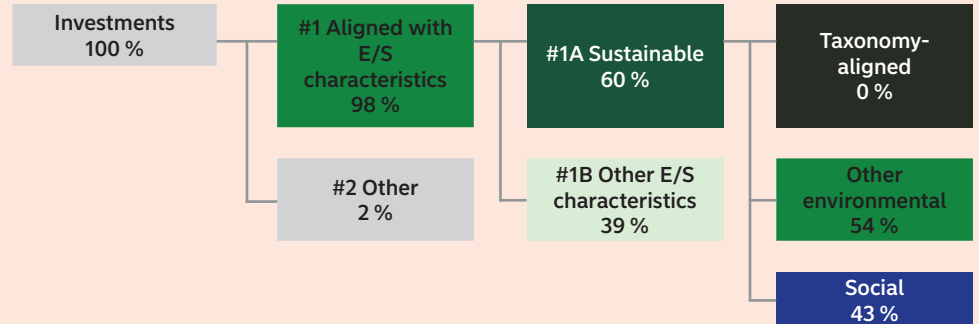 Investments
100 %
#1 Aligned with
E/S
characteristics
98 %
#2 Other
2 %
#1A Sustainable
60 %
#1B Other E/S
characteristics
39 %
Taxonomy-
aligned
0 %
Other
environmental
54 %
Social
43 %